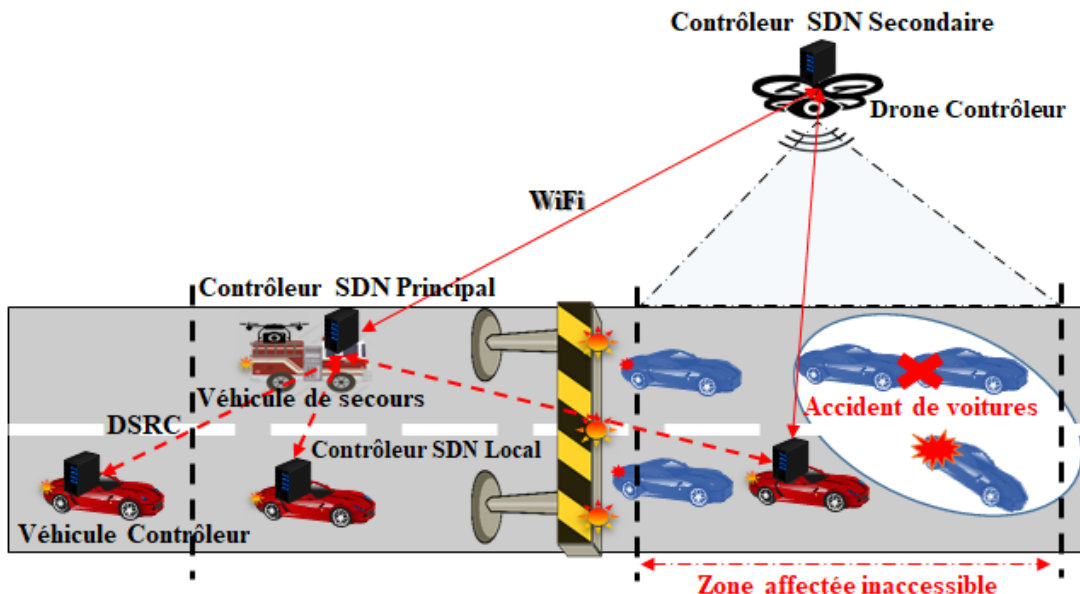 Contrôleur SDN Secondaire
Drone Contrôleur
WiFi
Contrôleur SDN Principal
Véhicule de secours
Accident de voitures
DSRC
Contrôleur SDN Local
Véhicule Contrôleur
Zone affectée inaccessible